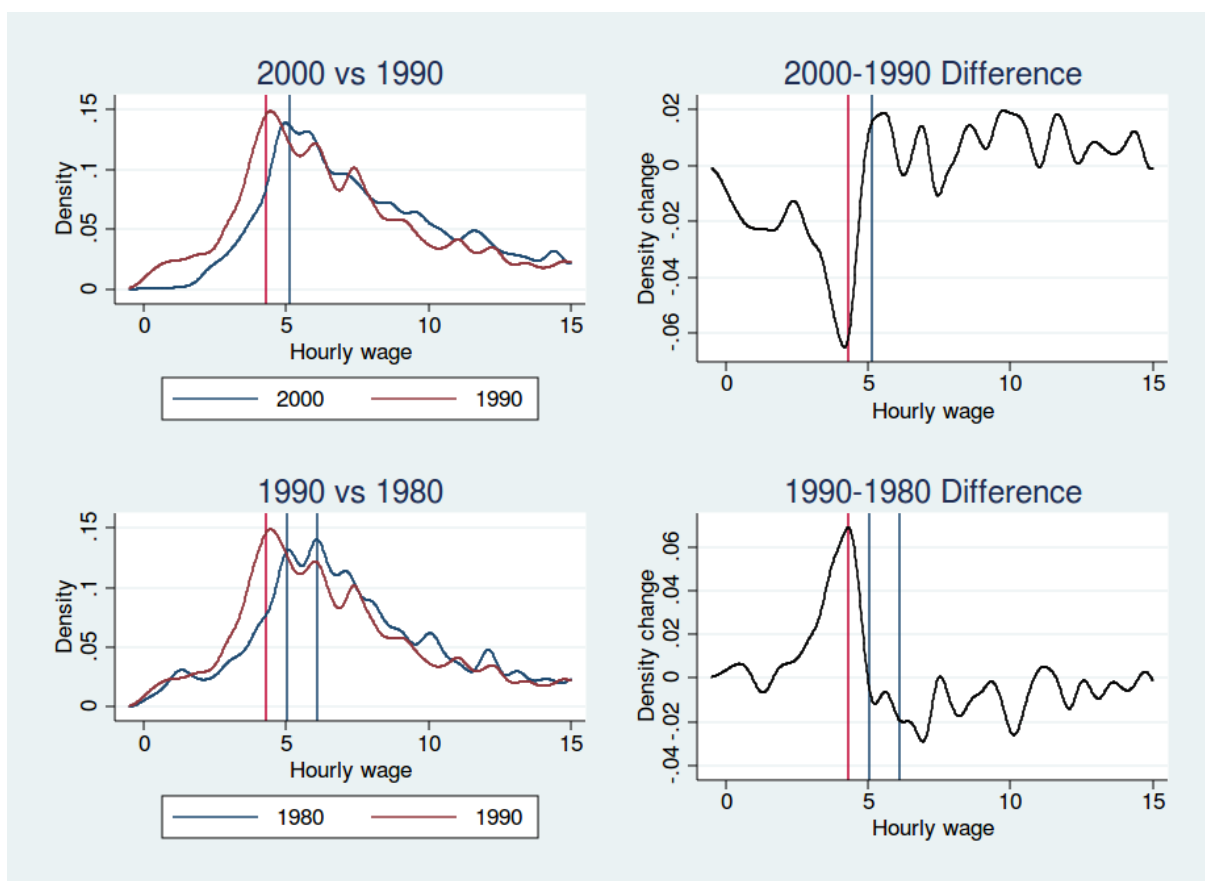 2000 vs 1990
Density
0 .05 .1 .15
0 5 10 15
Hourly wage
2000 1990
2000-1990 Difference
Density change
-.06 -.04 -.02 0 .02
0 5 10 15
Hourly wage
1990 vs 1980
Density
0 .05 .1 .15
0 5 10 15
Hourly wage
1980 1990
1990-1980 Difference
Density change
-.04 -.02 0 .02 .04 .06
0 5 10 15
Hourly wage